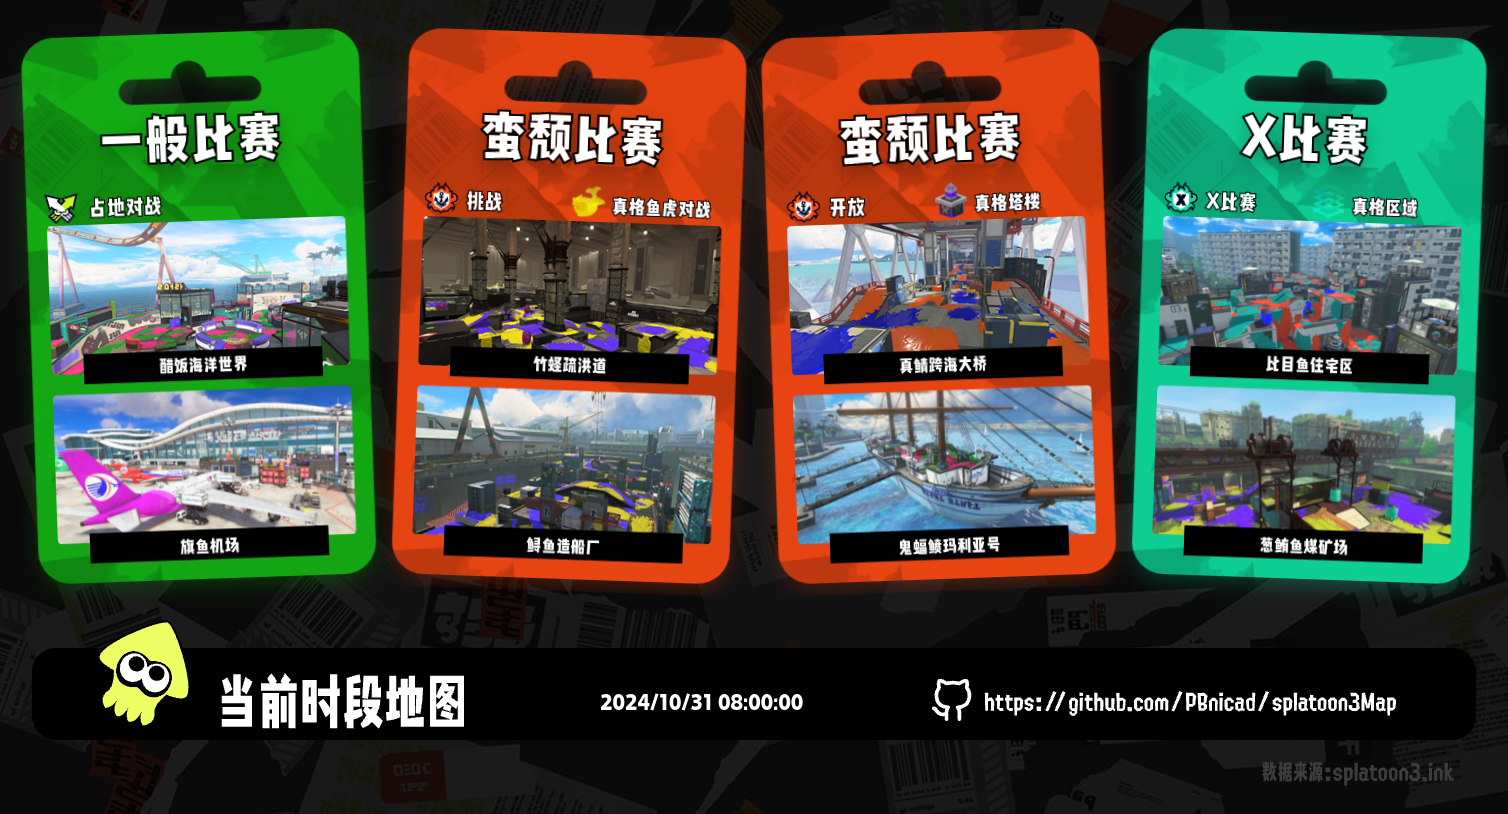 一般比赛
占地对战
醋饭海洋世界
旗鱼机场
蛮颓比赛
挑战
真格鱼虎对战
竹蛏疏洪道
鲟鱼造船厂
蛮颓比赛
开放
真格塔楼
真鲭跨海大桥
鬼蝠鲼玛利亚号
X比赛
X比赛
真格区域
比目鱼住宅区
葱鲔鱼煤矿场
当前时段地图
2024/10/31 08:00:00
https://github.com/PBnicad/splatoon3Map
数据来源:splatoon3.ink